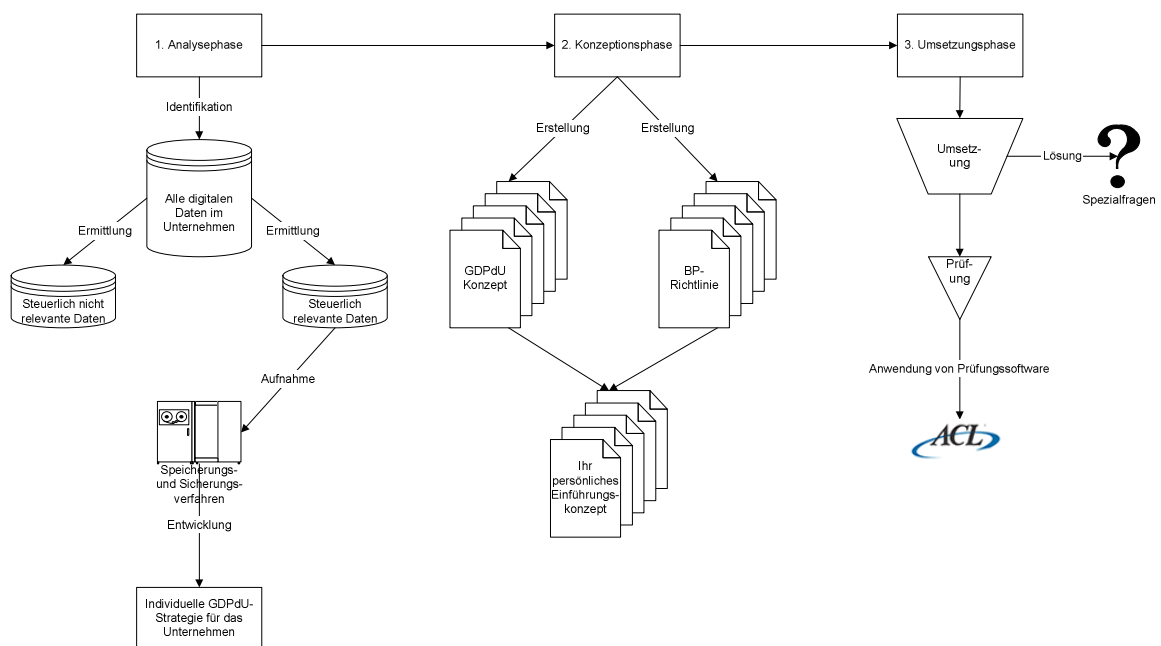 1. Analysephase
2. Konzeptionsphase
3. Umsetzungsphase
Identifikation
Erstellung
Erstellung
Umsetz-
ung
Lösung
Spezialfragen
Alle digitalen
Daten im
Unternehmen
Ermittlung
Ermittlung
Steuerlich nicht
relevante Daten
Steuerlich
relevante Daten
GDPdU
Konzept
BP-
Richtlinie
Prüf-
ung
Aufnahme
Anwendung von Prüfungssoftware
ACL
Speicherungs-
und Sicherungs-
verfahren
Ihr
persönliches
Einführungs-
konzept
Entwicklung
Individuelle GDPdU-
Strategie für das
Unternehmen